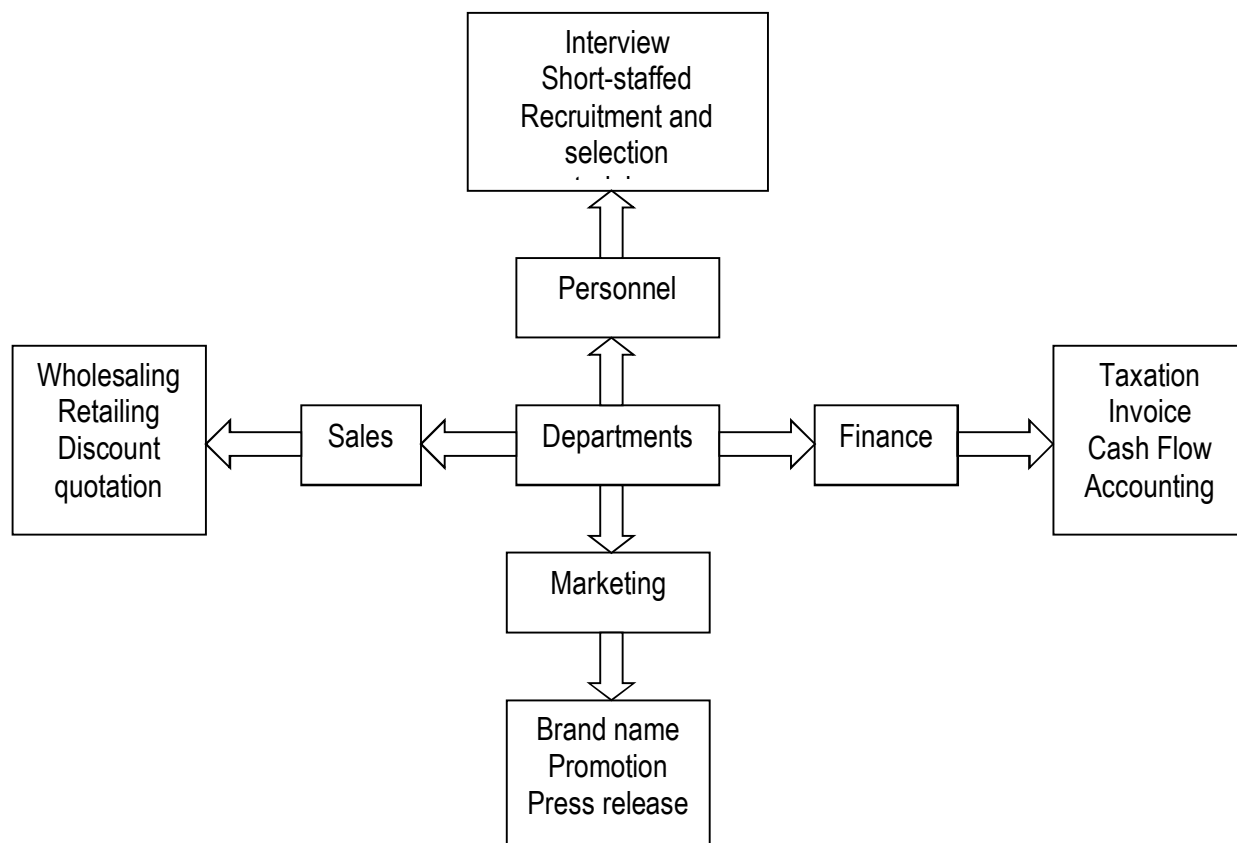 Interview
Short-staffed
Recruitment and
selection
Personnel
Wholesaling
Retailing
Discount
quotation
Sales
Departments
Finance
Taxation
Invoice
Cash Flow
Accounting
Marketing
Brand name
Promotion
Press release